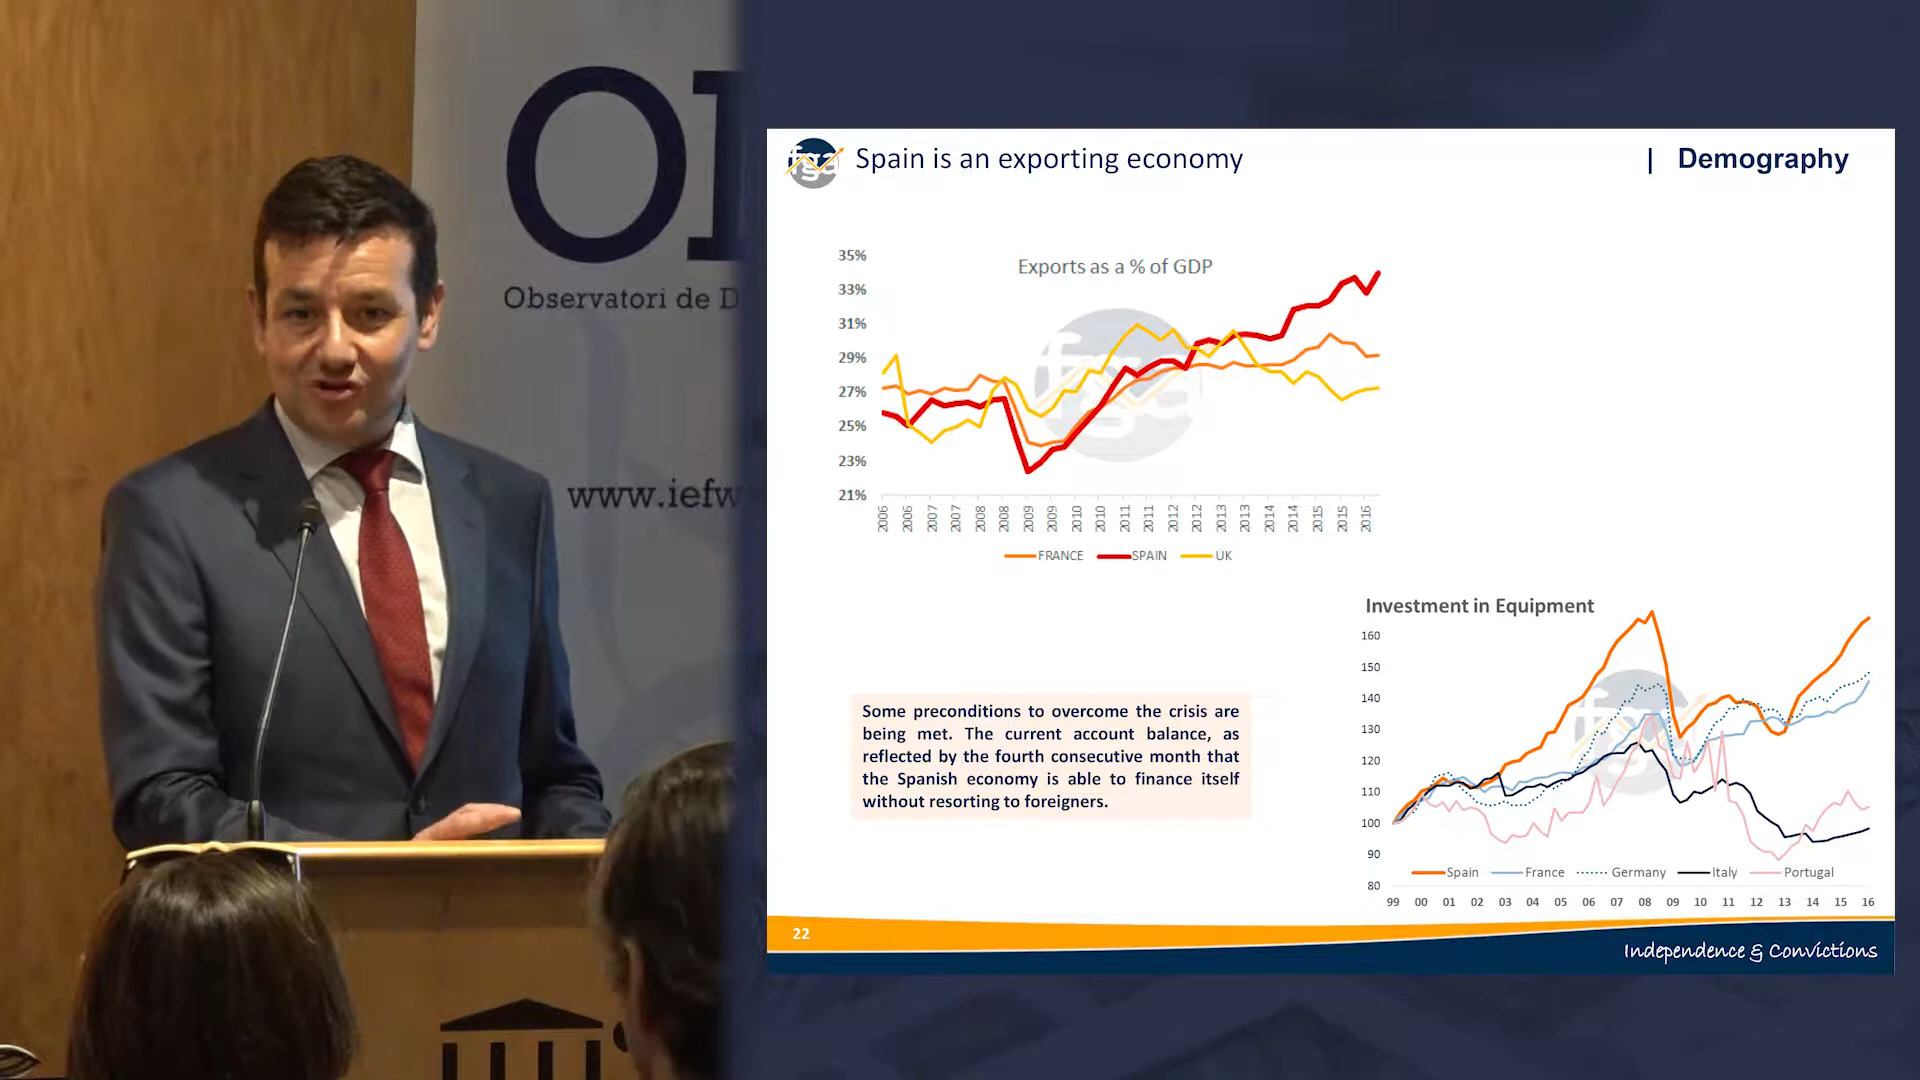 Observatori de D
www.iefw
fga
Spain is an exporting economy
| Demography
Exports as a % of GDP
35%
33%
31%
29%
27%
25%
23%
21%
2006 2006 2007 2007 2008 2008 2009 2009 2010 2010 2011 2011 2012 2012 2013 2013 2014 2014 2015 2015 2016
FRANCE SPAIN UK
Some preconditions to overcome the crisis are
being met. The current account balance, as
reflected by the fourth consecutive month that
the Spanish economy is able to finance itself
without resorting to foreigners.
Investment in Equipment
160
150
140
130
120
110
100
90
80
Spain France Germany Italy Portugal
99 00 01 02 03 04 05 06 07 08 09 10 11 12 13 14 15 16
22
Independence & Convictions